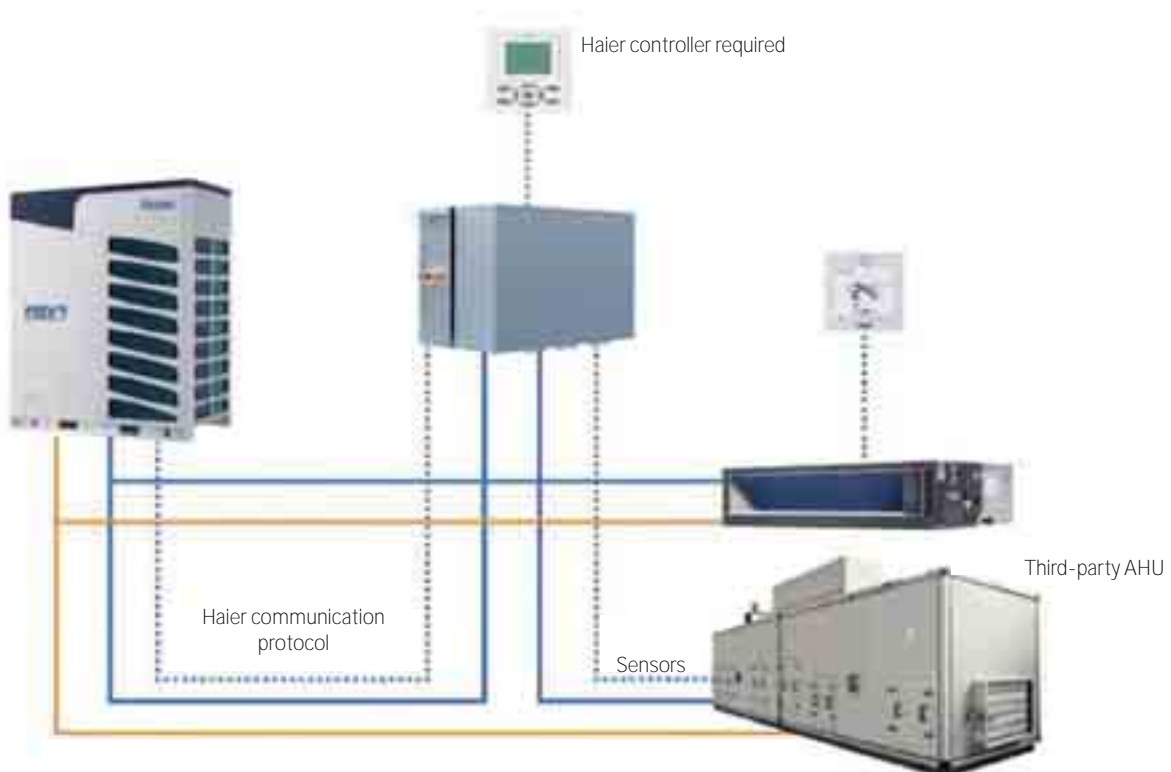 Haier controller required
Third-party AHU
Haier communication
protocol
Sensors